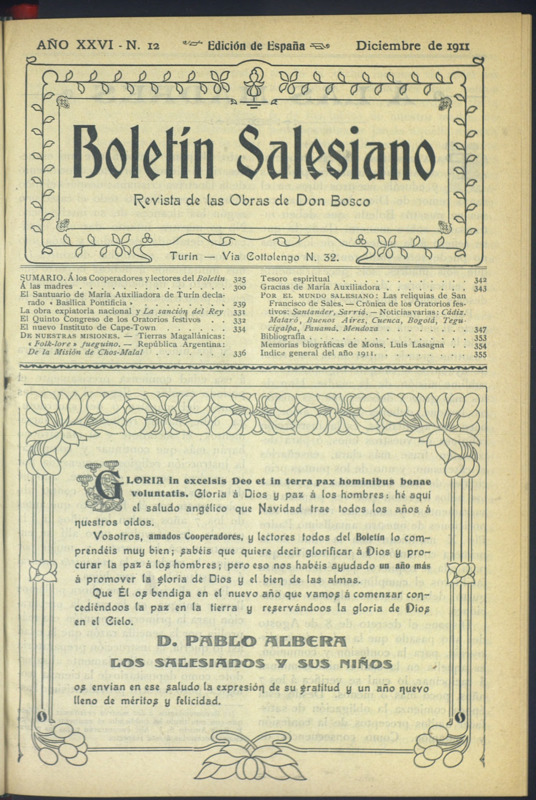 AÑO XXVI - N. 12
Edición de España
Diciembre de 1911
Boletín Salesiano
Revista de las Obras de Don Bosco
Turín — Via Cottolengo N. 32.
SUMARIO. Á los Cooperadores y lectores del Boletin 325
Á las madres . . . . . . . . . . . 300
El Santuario de María Auxiliadora de Turín decla-
rado « Basilica Pontificia » . . . . . . . 239
La obra expiatoria nacional y La sanción del Rey 331
El Quinto Congreso de los Oratorios festivos . . 332
El nuevo Instituto de Cape-Town . . . . . . 334
DE NUESTRAS MISIONES. — Tierras Magallánicas:
« Folk-lore » fueguino. — República Argentina:
De la Misión de Chos-Malal . . . . . . . 336
Tesoro espiritual . . . . . . . . . . 342
Gracias de María Auxiliadora . . . . . . . 343
POR EL MUNDO SALESIANO: Las reliquias de San
Francisco de Sales. — Crónica de los Oratorios fes-
tivos: Santander, Sarriá. — Noticias varias: Cádiz,
Mataró, Buenos Aires, Cuenca, Bogotá, Tegu-
cigalpa, Panamá, Mendoza . . . . . . . 347
Bibliografía . . . . . . . . . . . . 353
Memorias biográficas de Mons. Luis Lasagna . . 354
Indice general del año 1911. . . . . . . . 355
GLORIA in excelsis Deo et in terra pax hominibus bonae
voluntatis. Gloria á Dios y paz á los hombres: hé aquí
el saludo angélico que Navidad trae todos los años á
nuestros oídos.
Vosotros, amados Cooperadores, y lectores todos del Boletín lo com-
prendéis muy bien; sabéis que quiere decir glorificar á Dios y pro-
curar la paz á los hombres; pero eso nos habéis ayudado un año más
á promover la gloria de Dios y el bien de las almas.
Que Él os bendiga en el nuevo año que vamos á comenzar con-
cediéndoos la paz en la tierra y reservándoos la gloria de Dios
en el Cielo.
D. PABLO ALBERA
LOS SALESIANOS Y SUS NIÑOS
os envian en ese saludo la expresión de su gratitud y un año nuevo
lleno de méritos y felicidad.